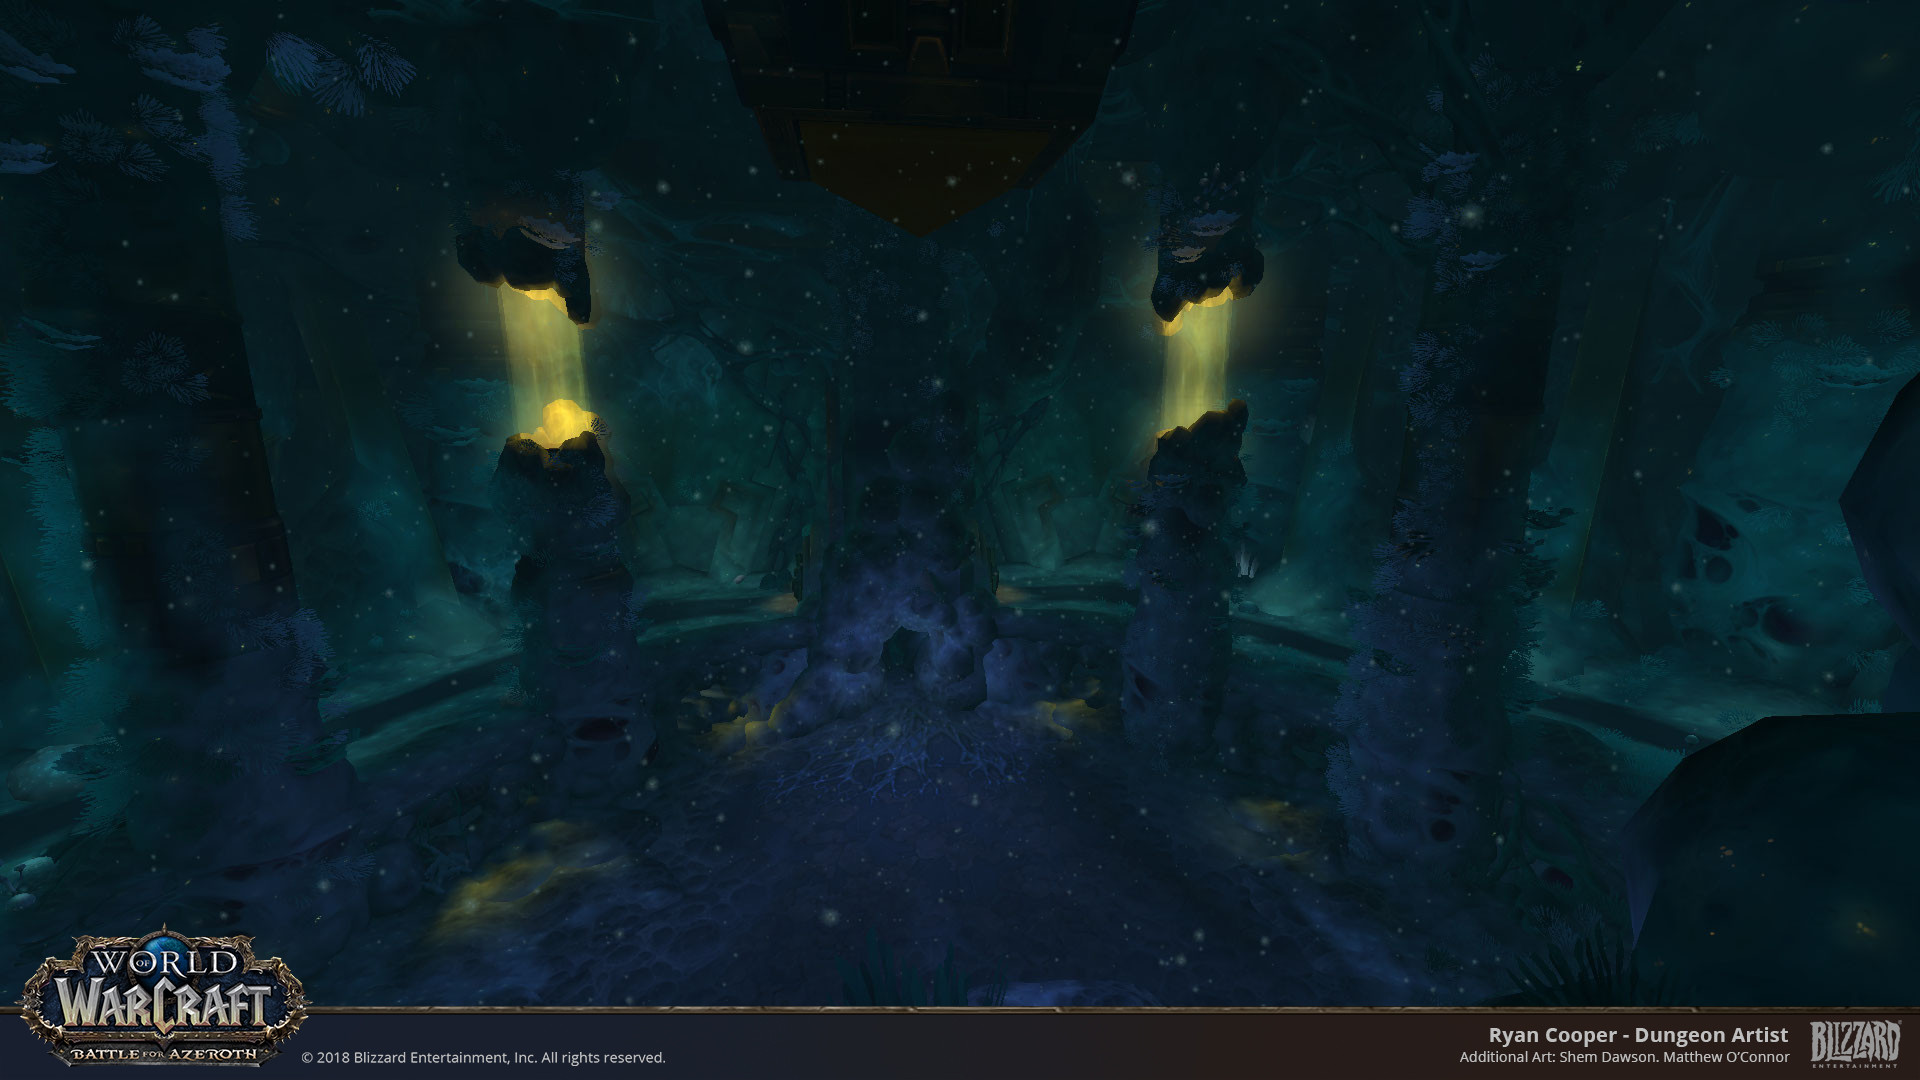 WORLD
OF
WARCRAFT
BATTLE FOR AZEROTH
© 2018 Blizzard Entertainment, Inc. All rights reserved.
Ryan Cooper - Dungeon Artist
Additional Art: Shem Dawson. Matthew O'Connor
BLIZZARD
ENTERTAINMENT